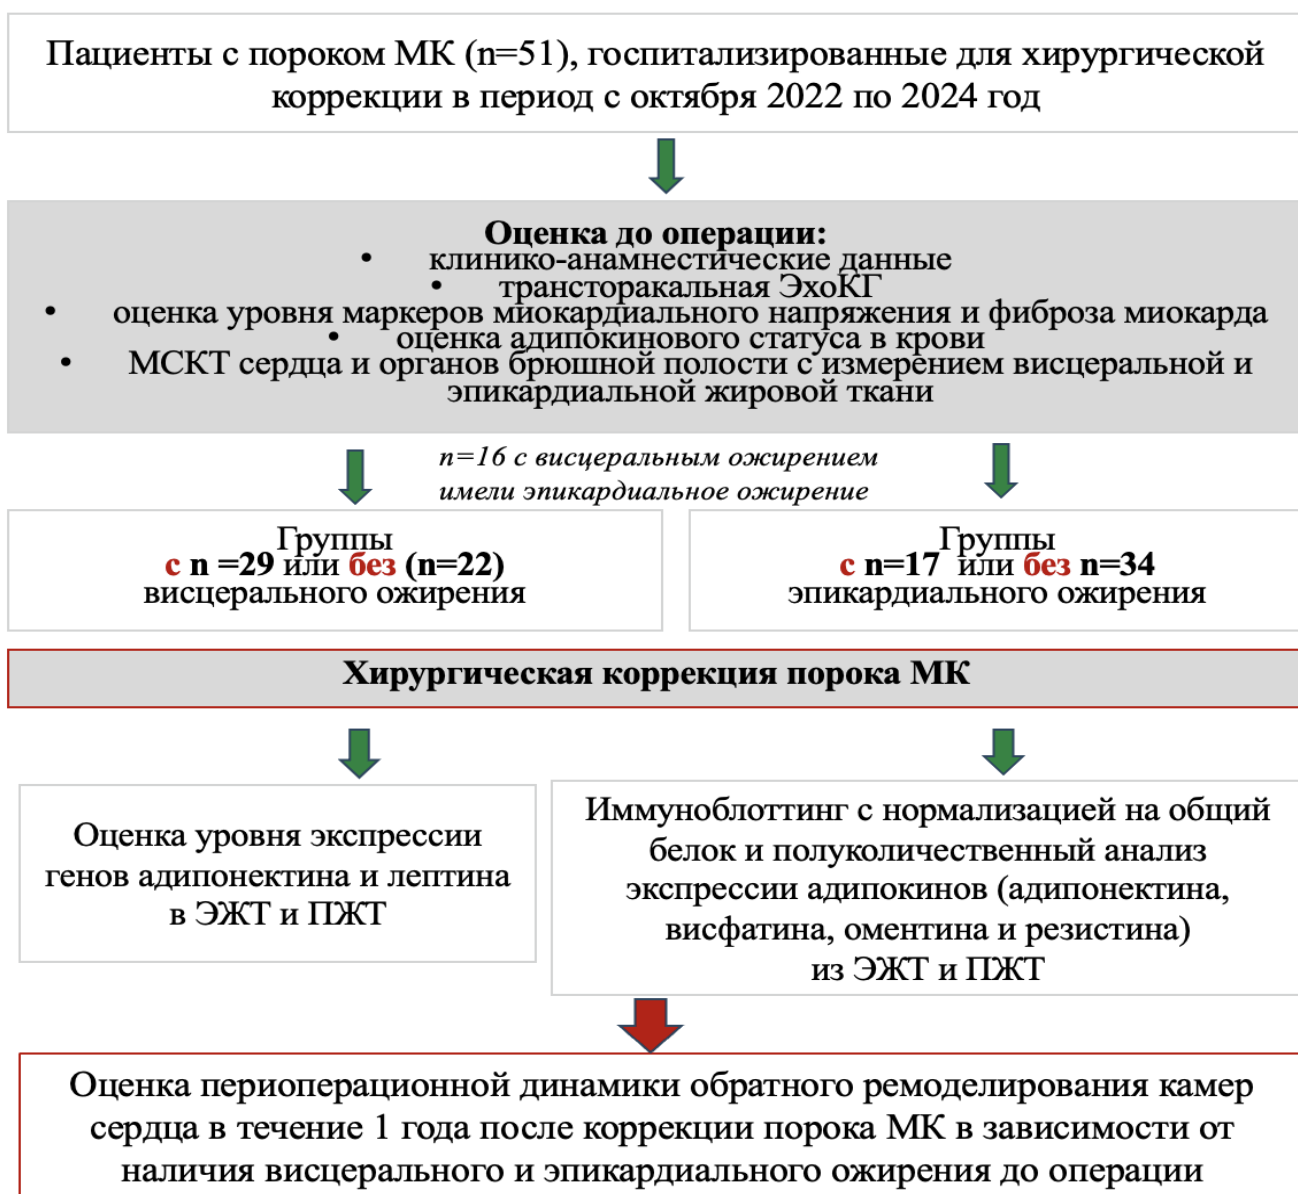 Пациенты с пороком МК (n=51), госпитализированные для хирургической
коррекции в период с октября 2022 по 2024 год
Оценка до операции:
• клинико-анамнестические данные
• трансторакальная ЭхоКГ
• оценка уровня маркеров миокардиального напряжения и фиброза миокарда
• оценка адипокинового статуса в крови
• МСКТ сердца и органов брюшной полости с измерением висцеральной и
эпикардиальной жировой ткани
n=16 с висцеральным ожирением
имели эпикардиальное ожирение
Группы
с n =29 или без (n=22)
висцерального ожирения
Группы
с n=17 или без n=34
эпикардиального ожирения
Хирургическая коррекция порока МК
Оценка уровня экспрессии
генов адипонектина и лептина
в ЭЖТ и ПЖТ
Иммуноблоттинг с нормализацией на общий
белок и полуколичественный анализ
экспрессии адипокинов (адипонектина,
висфатина, оментина и резистина)
из ЭЖТ и ПЖТ
Оценка периоперационной динамики обратного ремоделирования камер
сердца в течение 1 года после коррекции порока МК в зависимости от
наличия висцерального и эпикардиального ожирения до операции